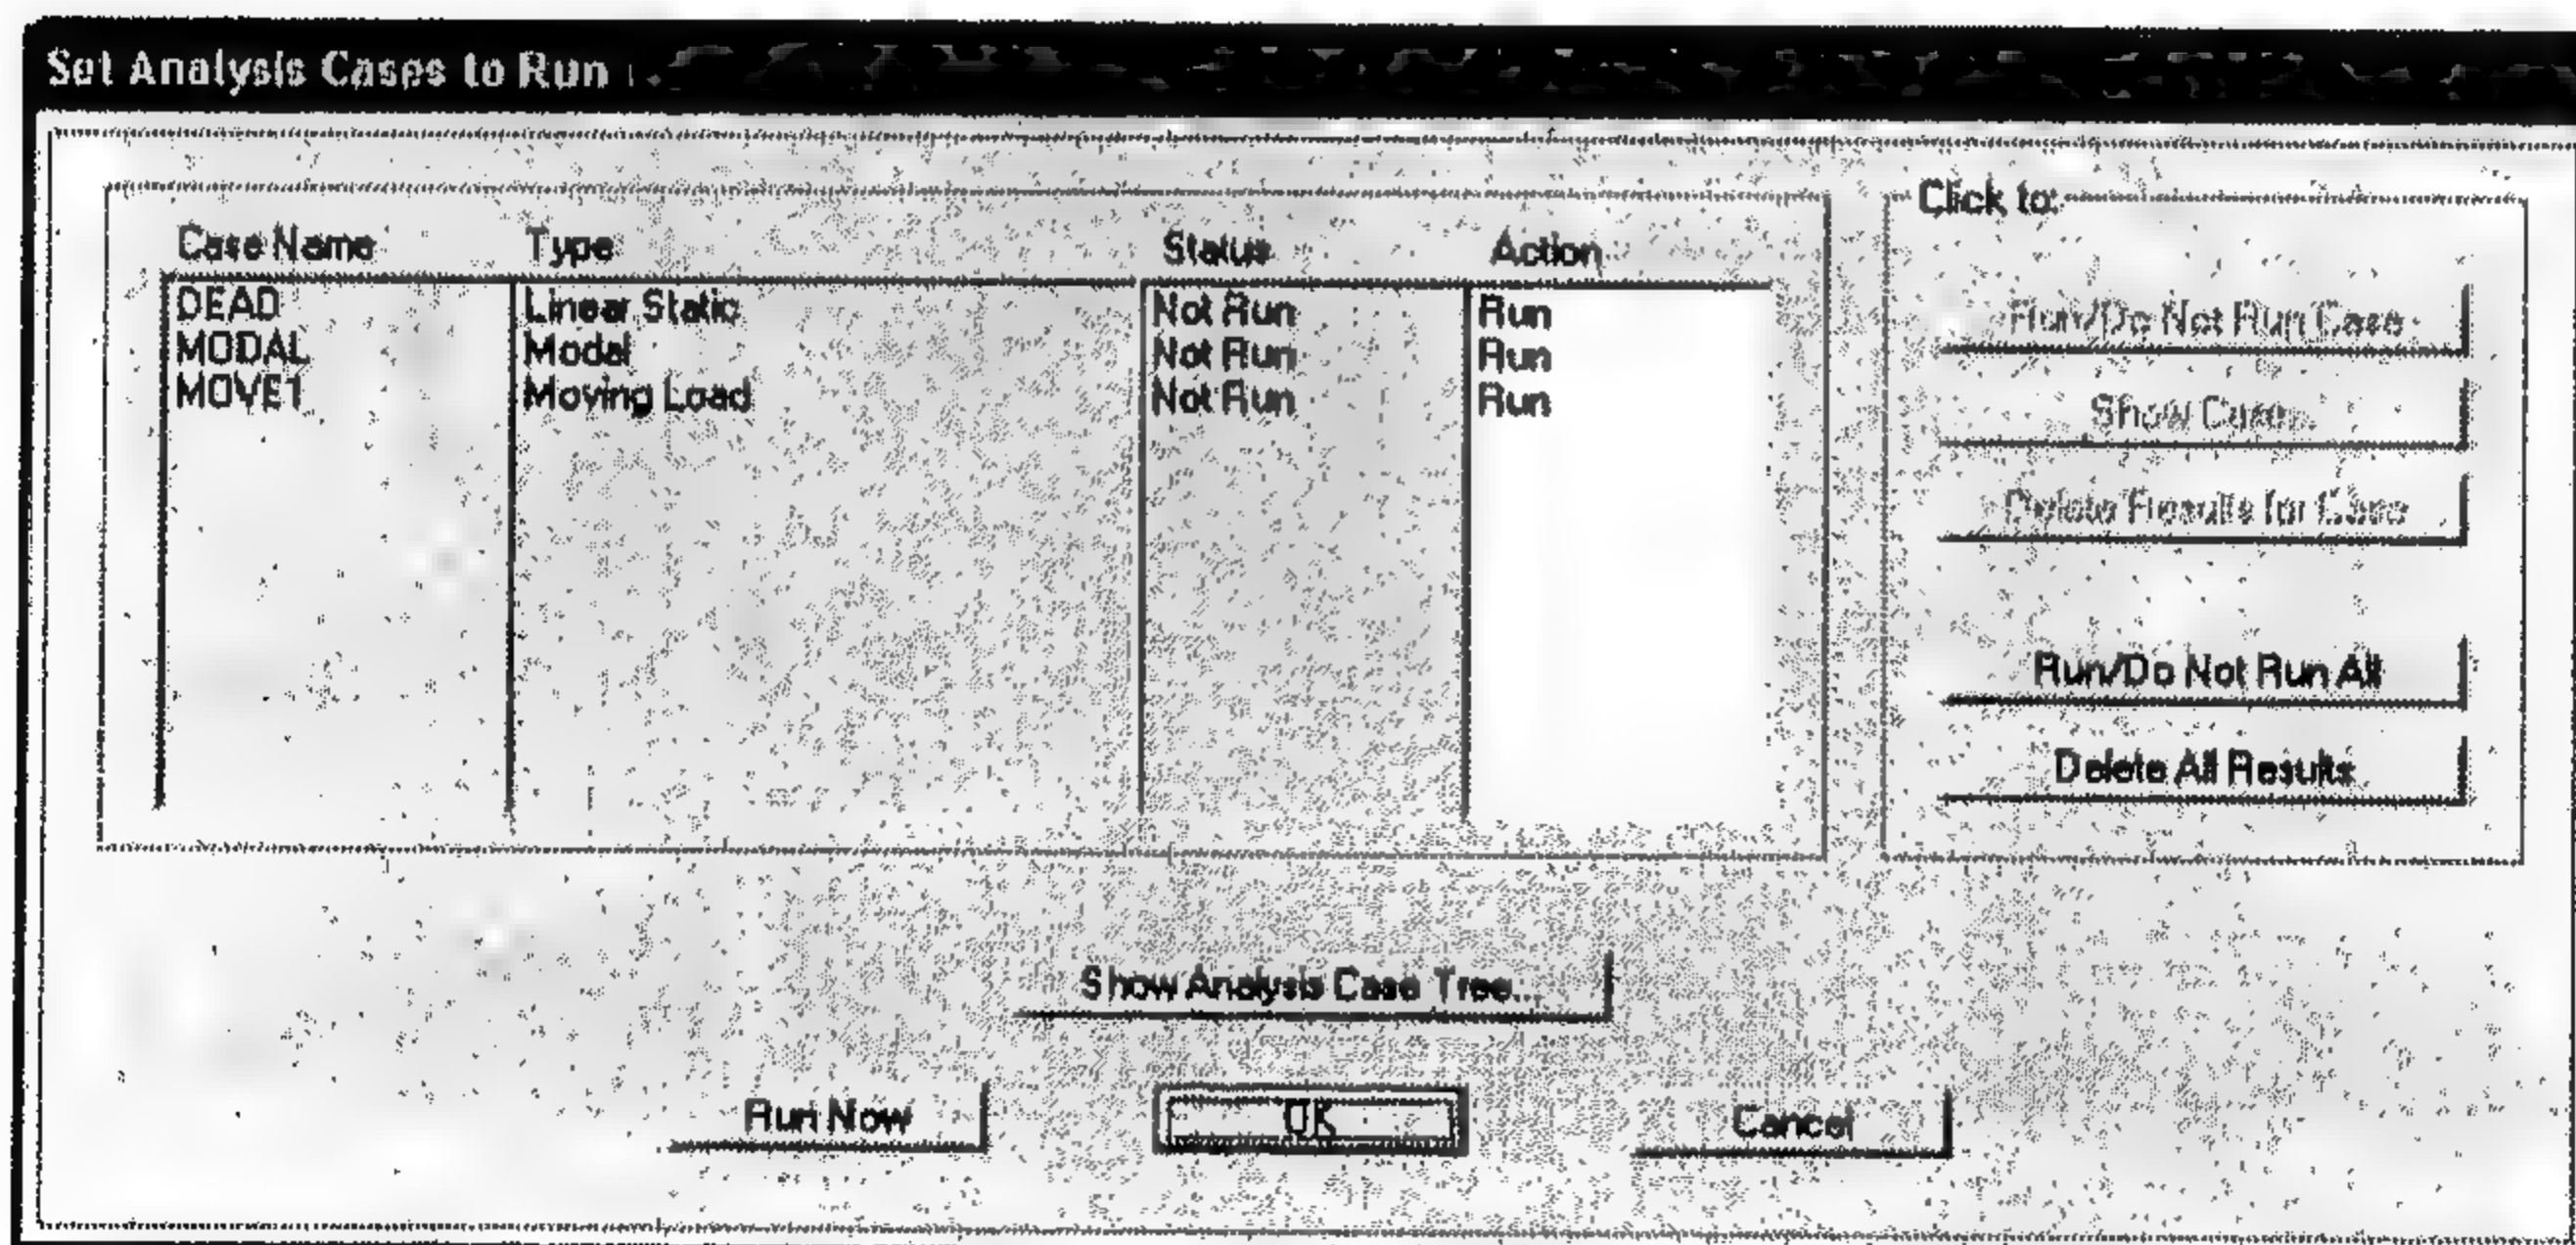 Set Analysis Cases to Run
Click to:
Case Name Type Status Action
DEAD Linear Static Not Run Run
MODAL Modal Not Run Run
MOVE1 Moving Load Not Run Run
Run/Do Not Run Case
Show Case...
Delete Results for Case
Run/Do Not Run All
Delete All Results
Show Analysis Case Tree...
Run Now OK Cancel